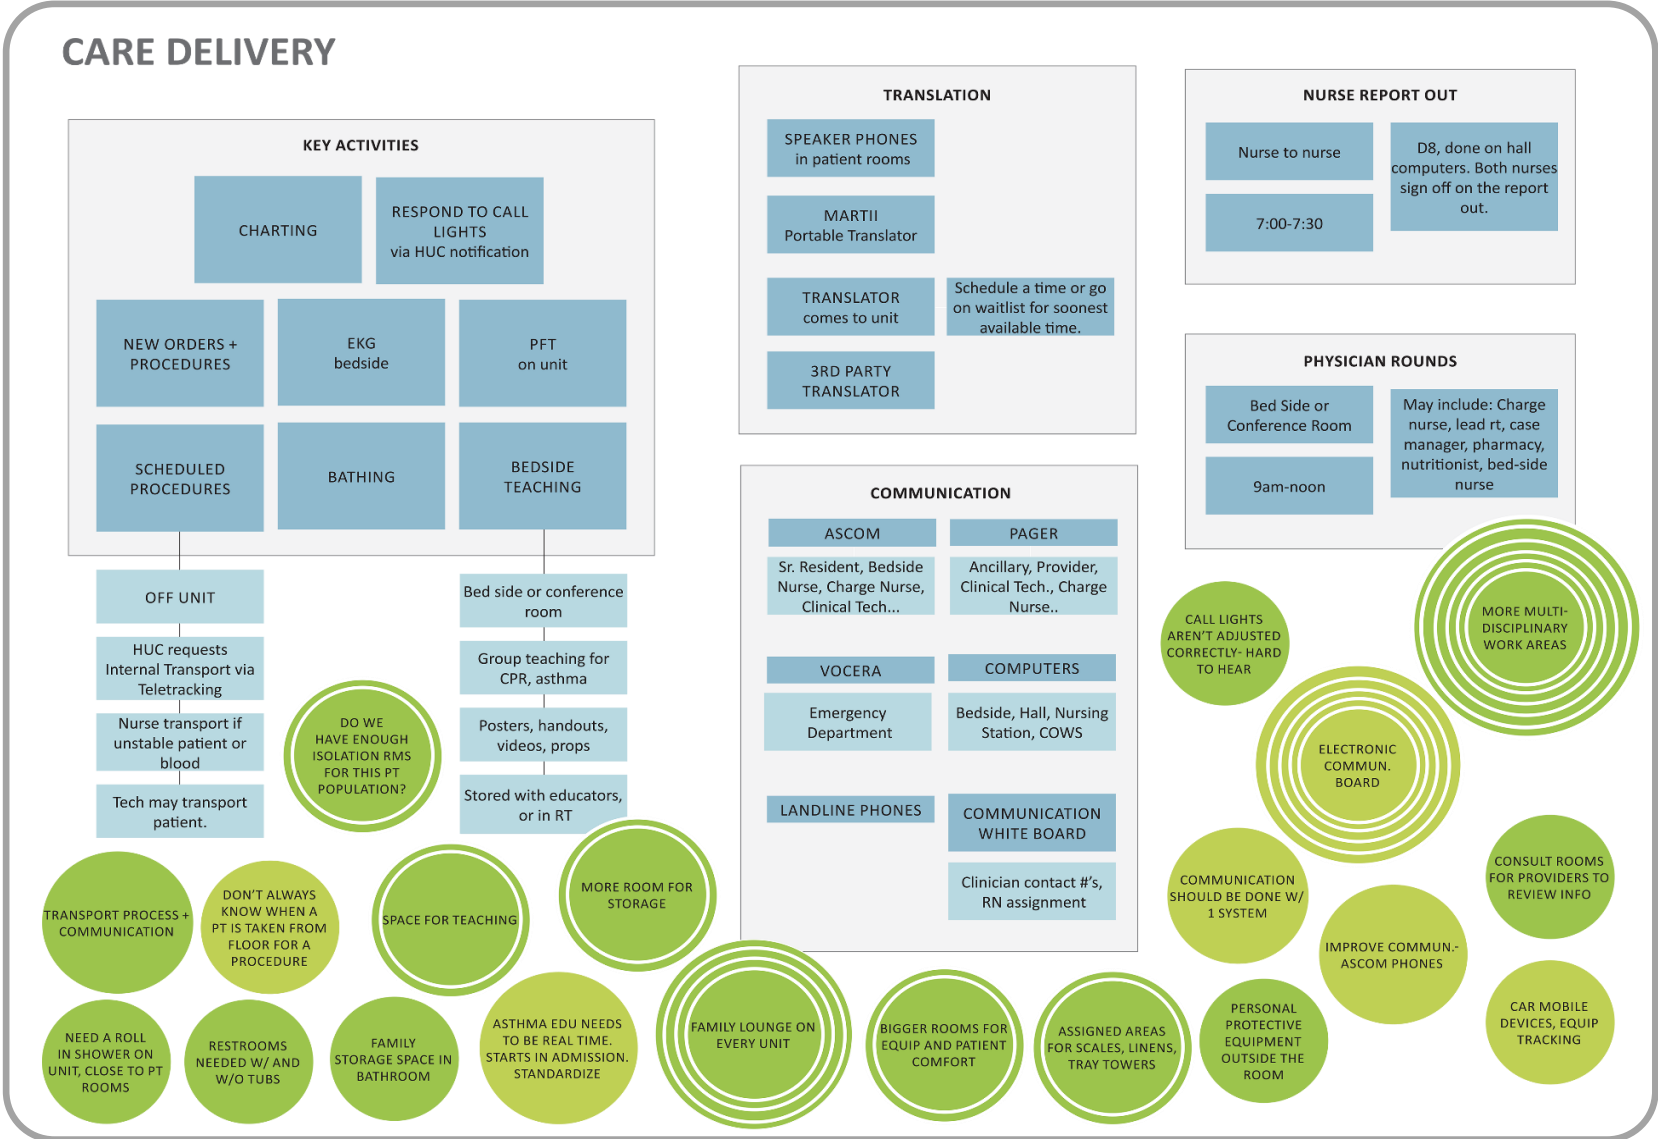 CARE DELIVERY
KEY ACTIVITIES
CHARTING
RESPOND TO CALL
LIGHTS
via HUC notification
NEW ORDERS +
PROCEDURES
EKG
bedside
PFT
on unit
SCHEDULED
PROCEDURES
BATHING
BEDSIDE
TEACHING
OFF UNIT
HUC requests
Internal Transport via
Teletracking
Nurse transport if
unstable patient or
blood
Tech may transport
patient.
Bed side or conference
room
Group teaching for
CPR, asthma
Posters, handouts,
videos, props
Stored with educators,
or in RT
TRANSLATION
SPEAKER PHONES
in patient rooms
MARTII
Portable Translator
TRANSLATOR
comes to unit
Schedule a time or go
on waitlist for soonest
available time.
3RD PARTY
TRANSLATOR
COMMUNICATION
ASCOM
Sr. Resident, Bedside
Nurse, Charge Nurse,
Clinical Tech...
PAGER
Ancillary, Provider,
Clinical Tech., Charge
Nurse..
VOCERA
Emergency
Department
COMPUTERS
Bedside, Hall, Nursing
Station, COWS
LANDLINE PHONES
COMMUNICATION
WHITE BOARD
Clinician contact #'s,
RN assignment
NURSE REPORT OUT
Nurse to nurse
7:00-7:30
D8, done on hall
computers. Both nurses
sign off on the report
out.
PHYSICIAN ROUNDS
Bed Side or
Conference Room
9am-noon
May include: Charge
nurse, lead rt, case
manager, pharmacy,
nutritionist, bed-side
nurse
CALL LIGHTS
AREN'T ADJUSTED
CORRECTLY- HARD
TO HEAR
MORE MULTI-
DISCIPLINARY
WORK AREAS
ELECTRONIC
COMMUN.
BOARD
DO WE
HAVE ENOUGH
ISOLATION RMS
FOR THIS PT
POPULATION?
TRANSPORT PROCESS +
COMMUNICATION
DON'T ALWAYS
KNOW WHEN A
PT IS TAKEN FROM
FLOOR FOR A
PROCEDURE
SPACE FOR TEACHING
MORE ROOM FOR
STORAGE
COMMUNICATION
SHOULD BE DONE W/
1 SYSTEM
CONSULT ROOMS
FOR PROVIDERS TO
REVIEW INFO
IMPROVE COMMUN.-
ASCOM PHONES
NEED A ROLL
IN SHOWER ON
UNIT, CLOSE TO PT
ROOMS
RESTROOMS
NEEDED W/ AND
W/O TUBS
FAMILY
STORAGE SPACE IN
BATHROOM
ASTHMA EDU NEEDS
TO BE REAL TIME.
STARTS IN ADMISSION.
STANDARDIZE
FAMILY LOUNGE ON
EVERY UNIT
BIGGER ROOMS FOR
EQUIP AND PATIENT
COMFORT
ASSIGNED AREAS
FOR SCALES, LINENS,
TRAY TOWERS
PERSONAL
PROTECTIVE
EQUIPMENT
OUTSIDE THE
ROOM
CAR MOBILE
DEVICES, EQUIP
TRACKING